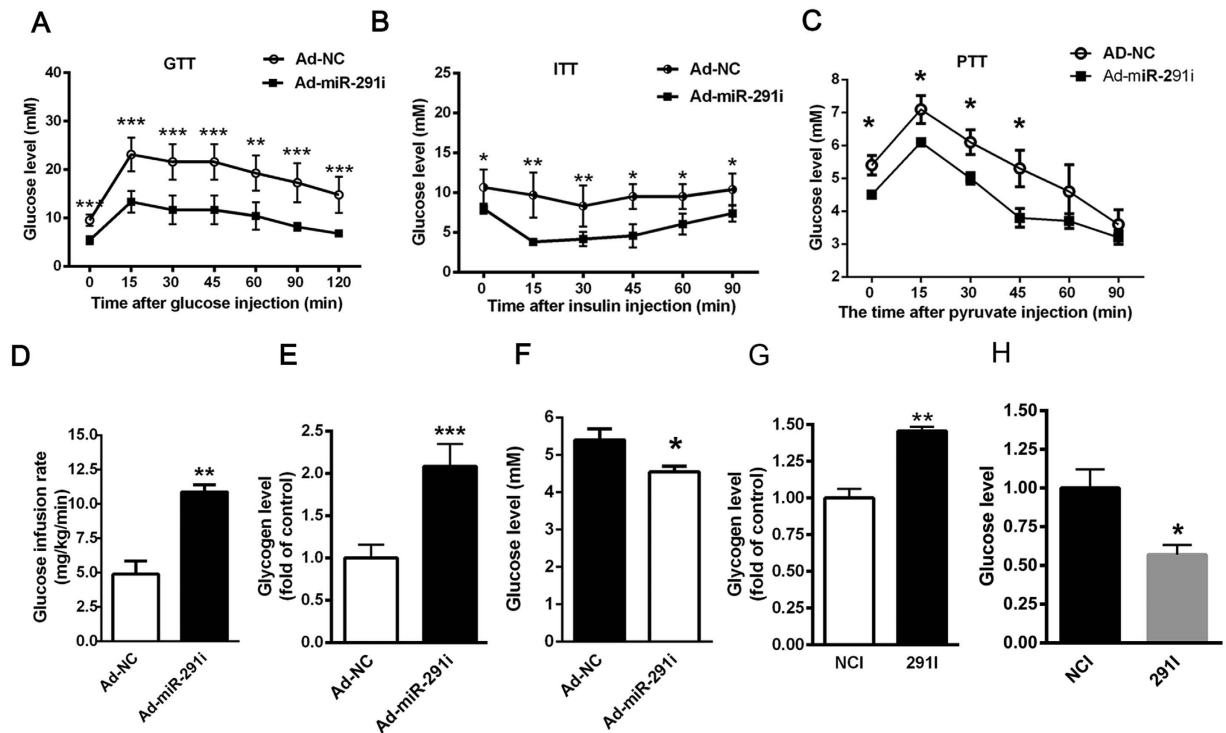 A
GTT
Ad-NC
Ad-miR-291i
Glucose level (mM)
40
30
20
10
0
***
***
***
***
**
***
***
0 15 30 45 60 90 120
Time after glucose injection (min)
B
ITT
Ad-NC
Ad-miR-291i
Glucose level (mM)
25
20
15
10
5
0
*
**
**
*
*
*
0 15 30 45 60 90
Time after insulin injection (min)
C
PTT
AD-NC
Ad-miR-291i
Glucose level (mM)
8
7
6
5
4
3
2
*
*
*
*
0 15 30 45 60 90
The time after pyruvate injection (min)
D
Glucose infusion rate
(mg/kg/min)
15.0
12.5
10.0
7.5
5.0
2.5
0.0
**
Ad-NC
Ad-miR-291i
E
Glycogen level
(fold of control)
2.5
2.0
1.5
1.0
0.5
0.0
***
Ad-NC
Ad-miR-291i
F
Glucose level (mM)
6
5
4
3
2
1
0
*
Ad-NC
Ad-miR-291i
G
Glycogen level
(fold of control)
1.50
1.25
1.00
0.75
0.50
0.25
0.00
**
NCI
291I
H
Glucose level
1.50
1.25
1.00
0.75
0.50
0.25
0.00
*
NCI
291I